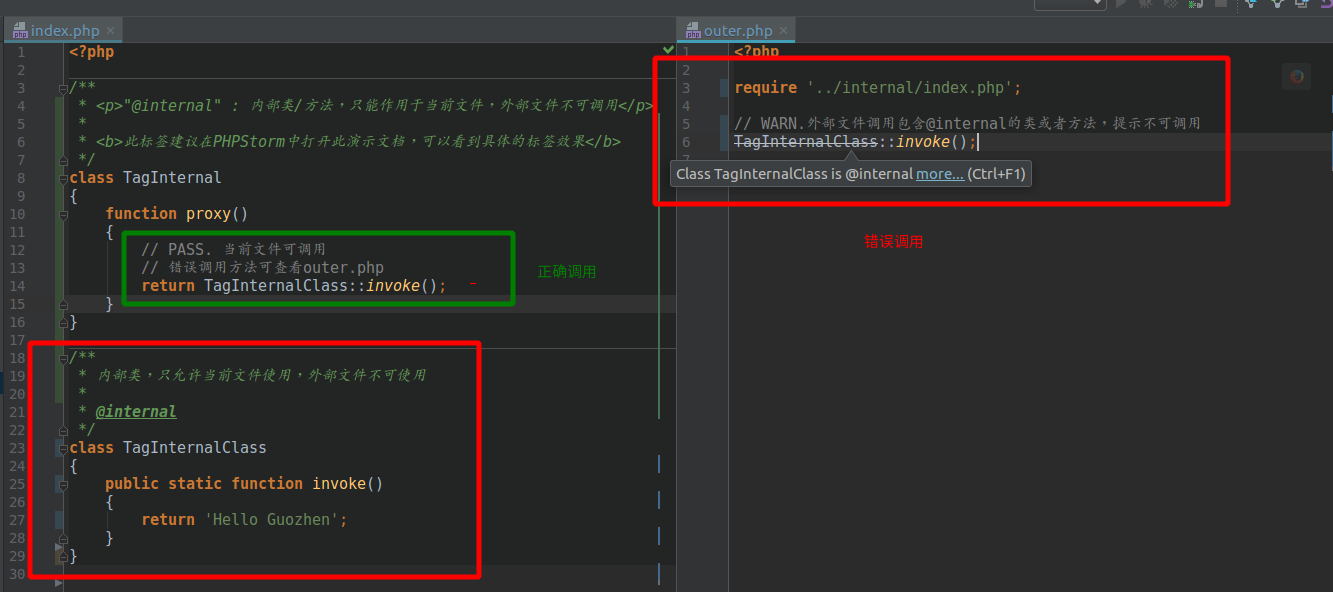 index.php
1 <?php
2
3 /**
4  * <p>"@internal" : 内部类/方法，只能作用于当前文件，外部文件不可调用</p>
5  *
6  * <b>此标签建议在PHPStorm中打开此演示文档，可以看到具体的标签效果</b>
7  */
8 class TagInternal
9 {
10     function proxy()
11     {
12         // PASS. 当前文件可调用
13         // 错误调用方法可查看outer.php
14         return TagInternalClass::invoke();
15     }
16 }
17
18 /**
19  * 内部类，只允许当前文件使用，外部文件不可使用
20  *
21  * @internal
22  */
23 class TagInternalClass
24 {
25     public static function invoke()
26     {
27         return 'Hello Guozhen';
28     }
29 }
30
正确调用
outer.php
1 <?php
2
3 require '../internal/index.php';
4
5 // WARN.外部文件调用包含@internal的类或者方法，提示不可调用
6 TagInternalClass::invoke();
7
Class TagInternalClass is @internal more... (Ctrl+F1)
错误调用